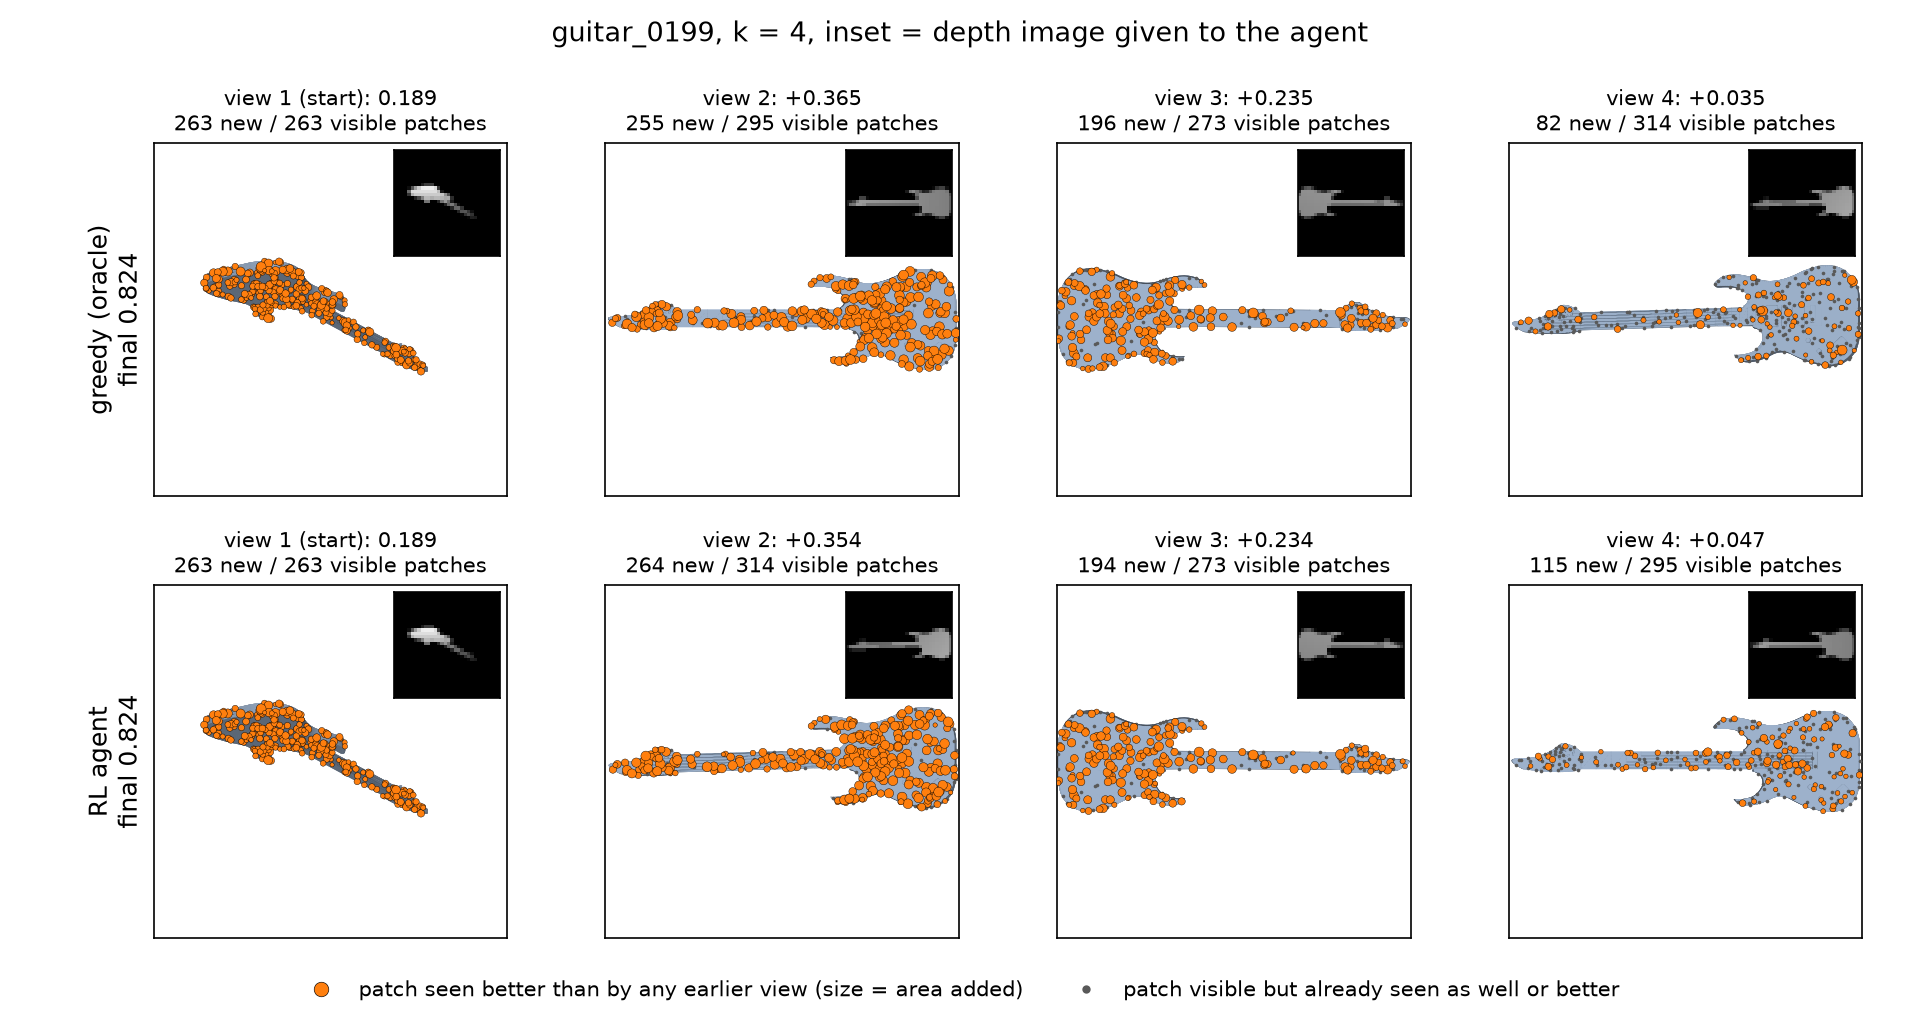 guitar_0199, k = 4, inset = depth image given to the agent
view 1 (start): 0.189
263 new / 263 visible patches
view 2: +0.365
255 new / 295 visible patches
view 3: +0.235
196 new / 273 visible patches
view 4: +0.035
82 new / 314 visible patches
greedy (oracle)
final 0.824
view 1 (start): 0.189
263 new / 263 visible patches
view 2: +0.354
264 new / 314 visible patches
view 3: +0.234
194 new / 273 visible patches
view 4: +0.047
115 new / 295 visible patches
RL agent
final 0.824
patch seen better than by any earlier view (size = area added)
patch visible but already seen as well or better